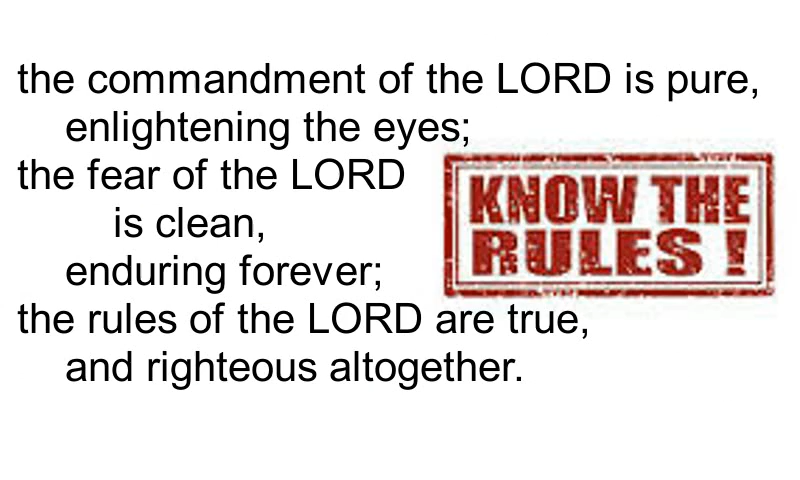 the commandment of the LORD is pure,
enlightening the eyes;
the fear of the LORD
is clean,
enduring forever;
the rules of the LORD are true,
and righteous altogether.
KNOW THE
RULES !